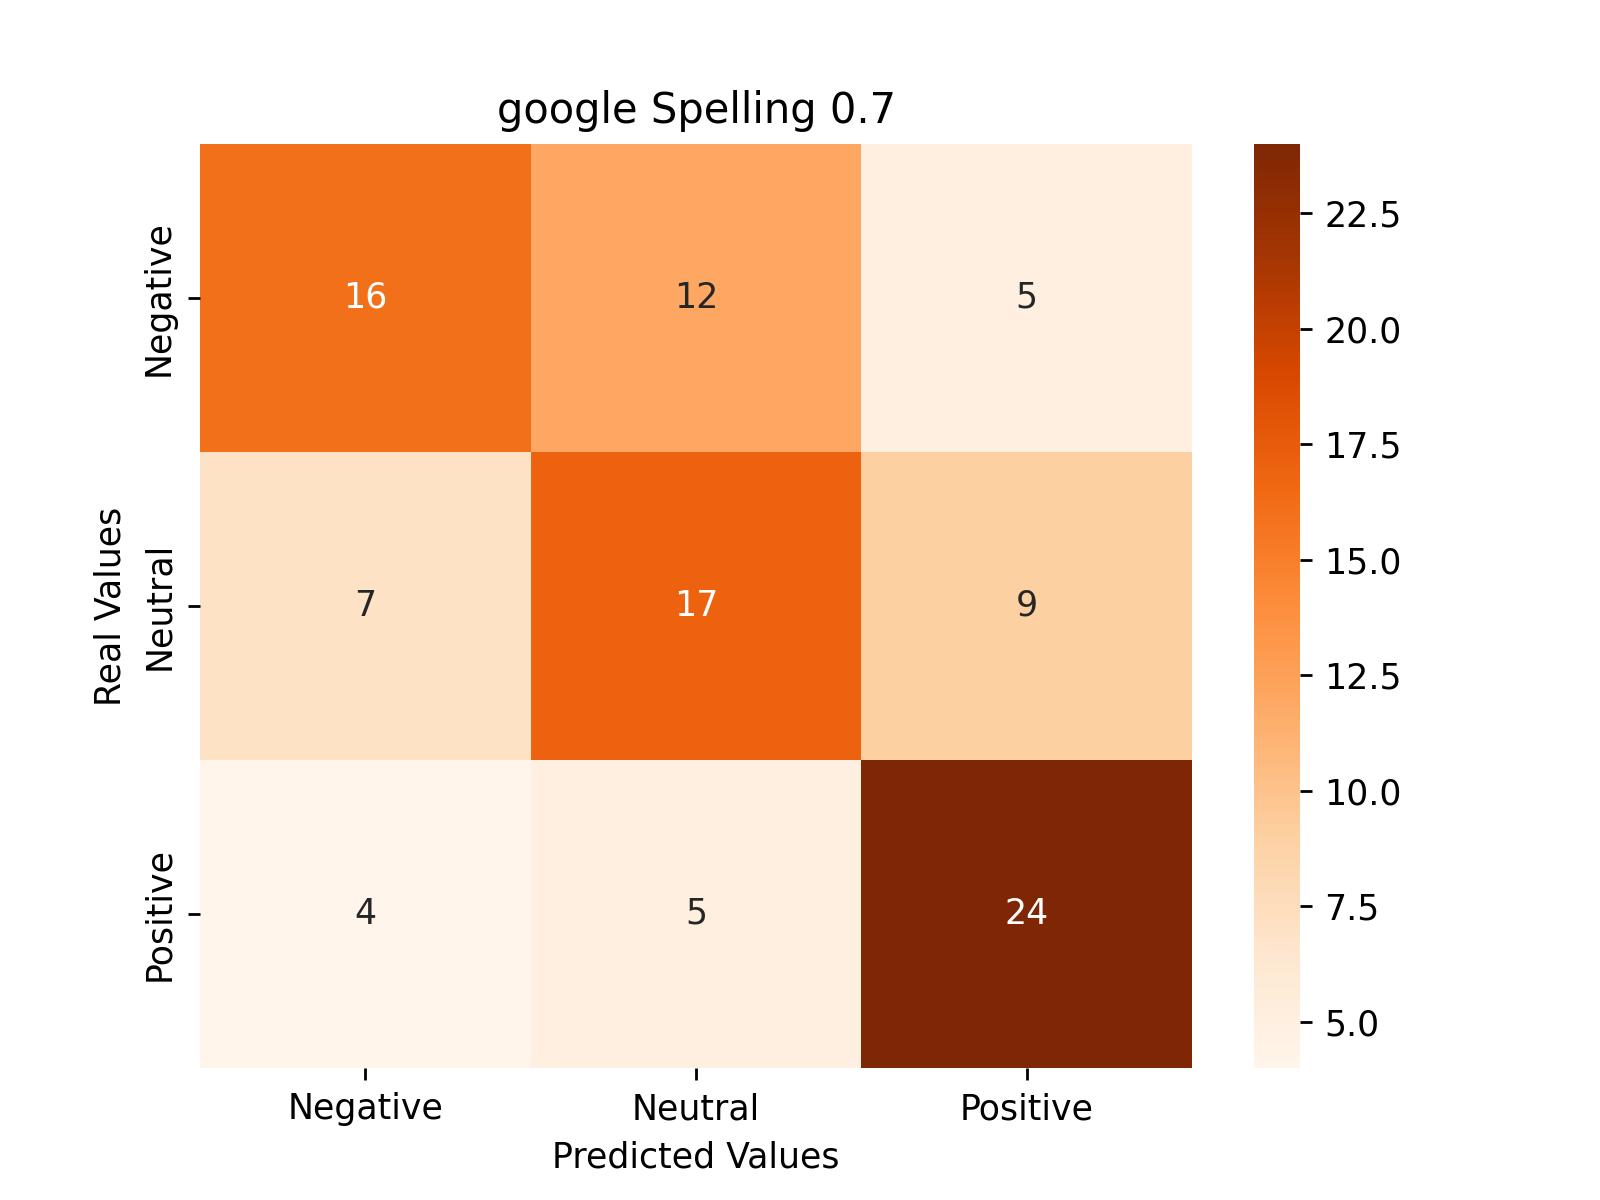 google Spelling 0.7
Real Values
Negative
16 12 5
Neutral
7 17 9
Positive
4 5 24
Negative Neutral Positive
Predicted Values
22.5
20.0
17.5
15.0
12.5
10.0
7.5
5.0